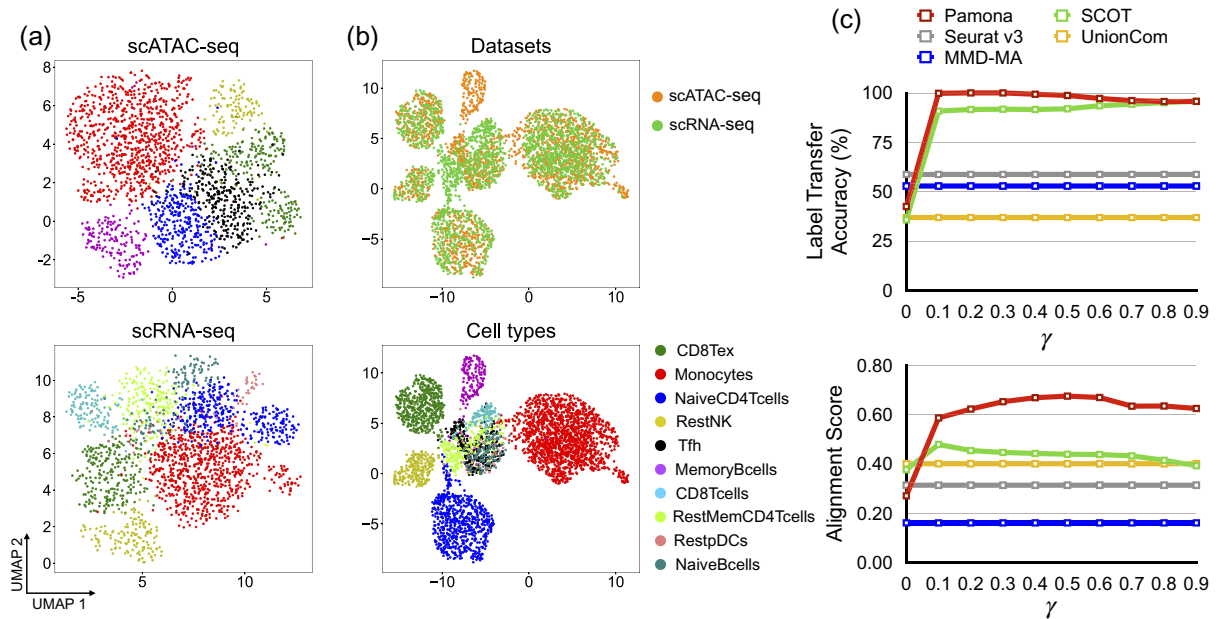 (a)
scATAC-seq
8
6
4
2
0
−2
−5
0
5
scRNA-seq
10
8
6
4
2
0
5
10
UMAP 2
UMAP 1
(b)
Datasets
10
5
0
−5
−10
0
10
scATAC-seq
scRNA-seq
Cell types
10
5
0
−5
−10
0
10
CD8Tex
Monocytes
NaiveCD4Tcells
RestNK
Tfh
MemoryBcells
CD8Tcells
RestMemCD4Tcells
RestpDCs
NaiveBcells
(c)
Pamona
Seurat v3
MMD-MA
SCOT
UnionCom
Label Transfer
Accuracy (%)
100
75
50
25
0
0 0.1 0.2 0.3 0.4 0.5 0.6 0.7 0.8 0.9
γ
Alignment Score
0.80
0.60
0.40
0.20
0.00
0 0.1 0.2 0.3 0.4 0.5 0.6 0.7 0.8 0.9
γ